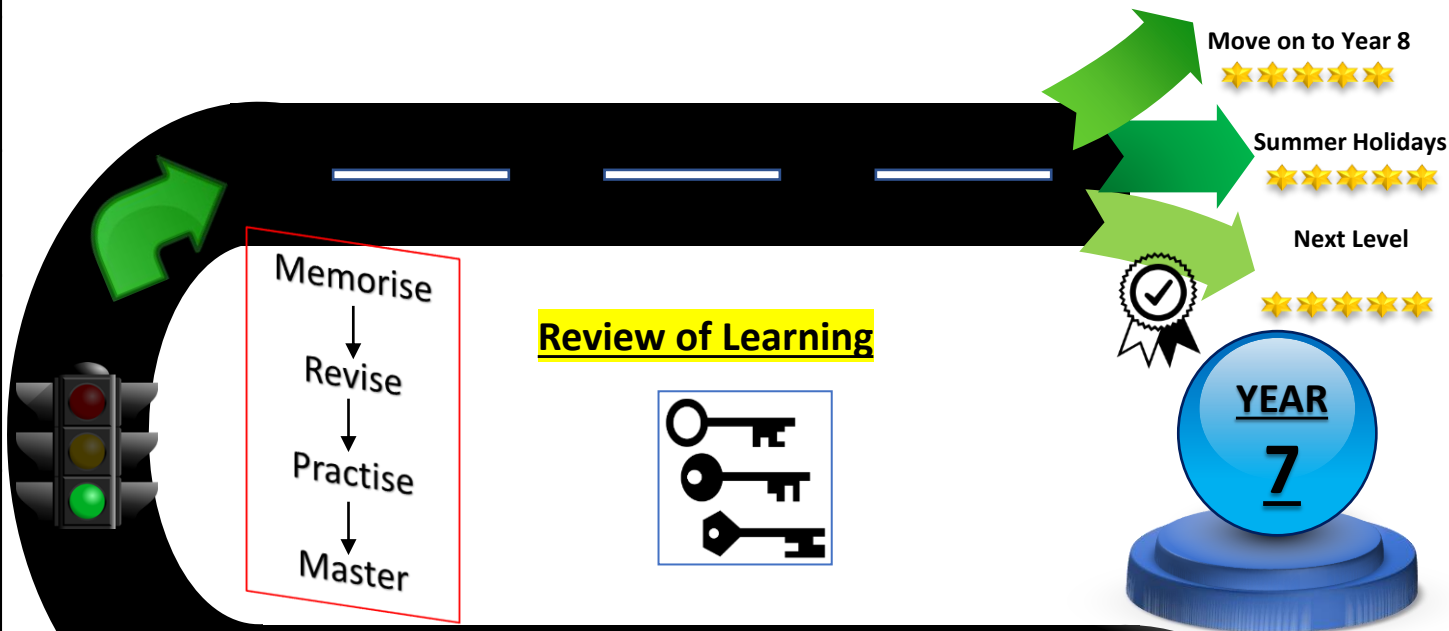 Move on to Year 8
Summer Holidays
Next Level
Memorise
Revise
Practise
Master
Review of Learning
YEAR
7